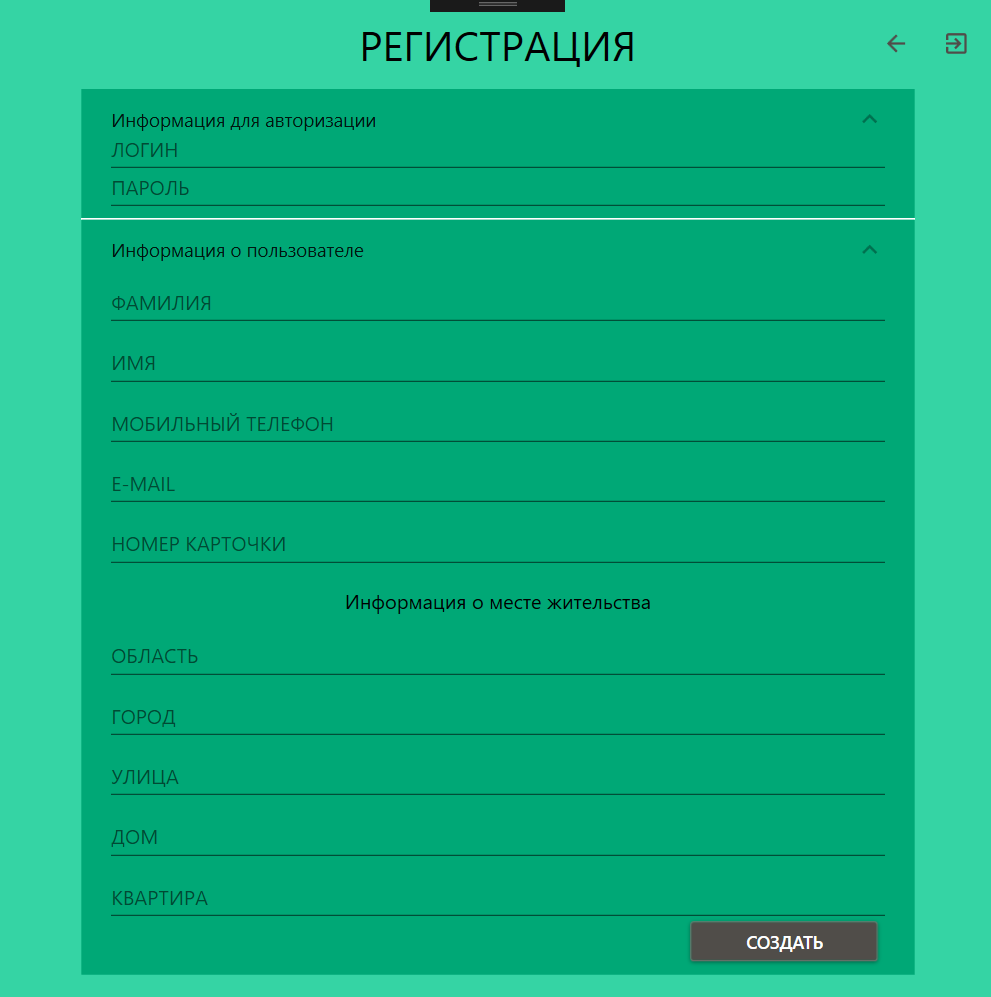 РЕГИСТРАЦИЯ
Информация для авторизации
ЛОГИН
ПАРОЛЬ
Информация о пользователе
ФАМИЛИЯ
ИМЯ
МОБИЛЬНЫЙ ТЕЛЕФОН
E-MAIL
НОМЕР КАРТОЧКИ
Информация о месте жительства
ОБЛАСТЬ
ГОРОД
УЛИЦА
ДОМ
КВАРТИРА
СОЗДАТЬ